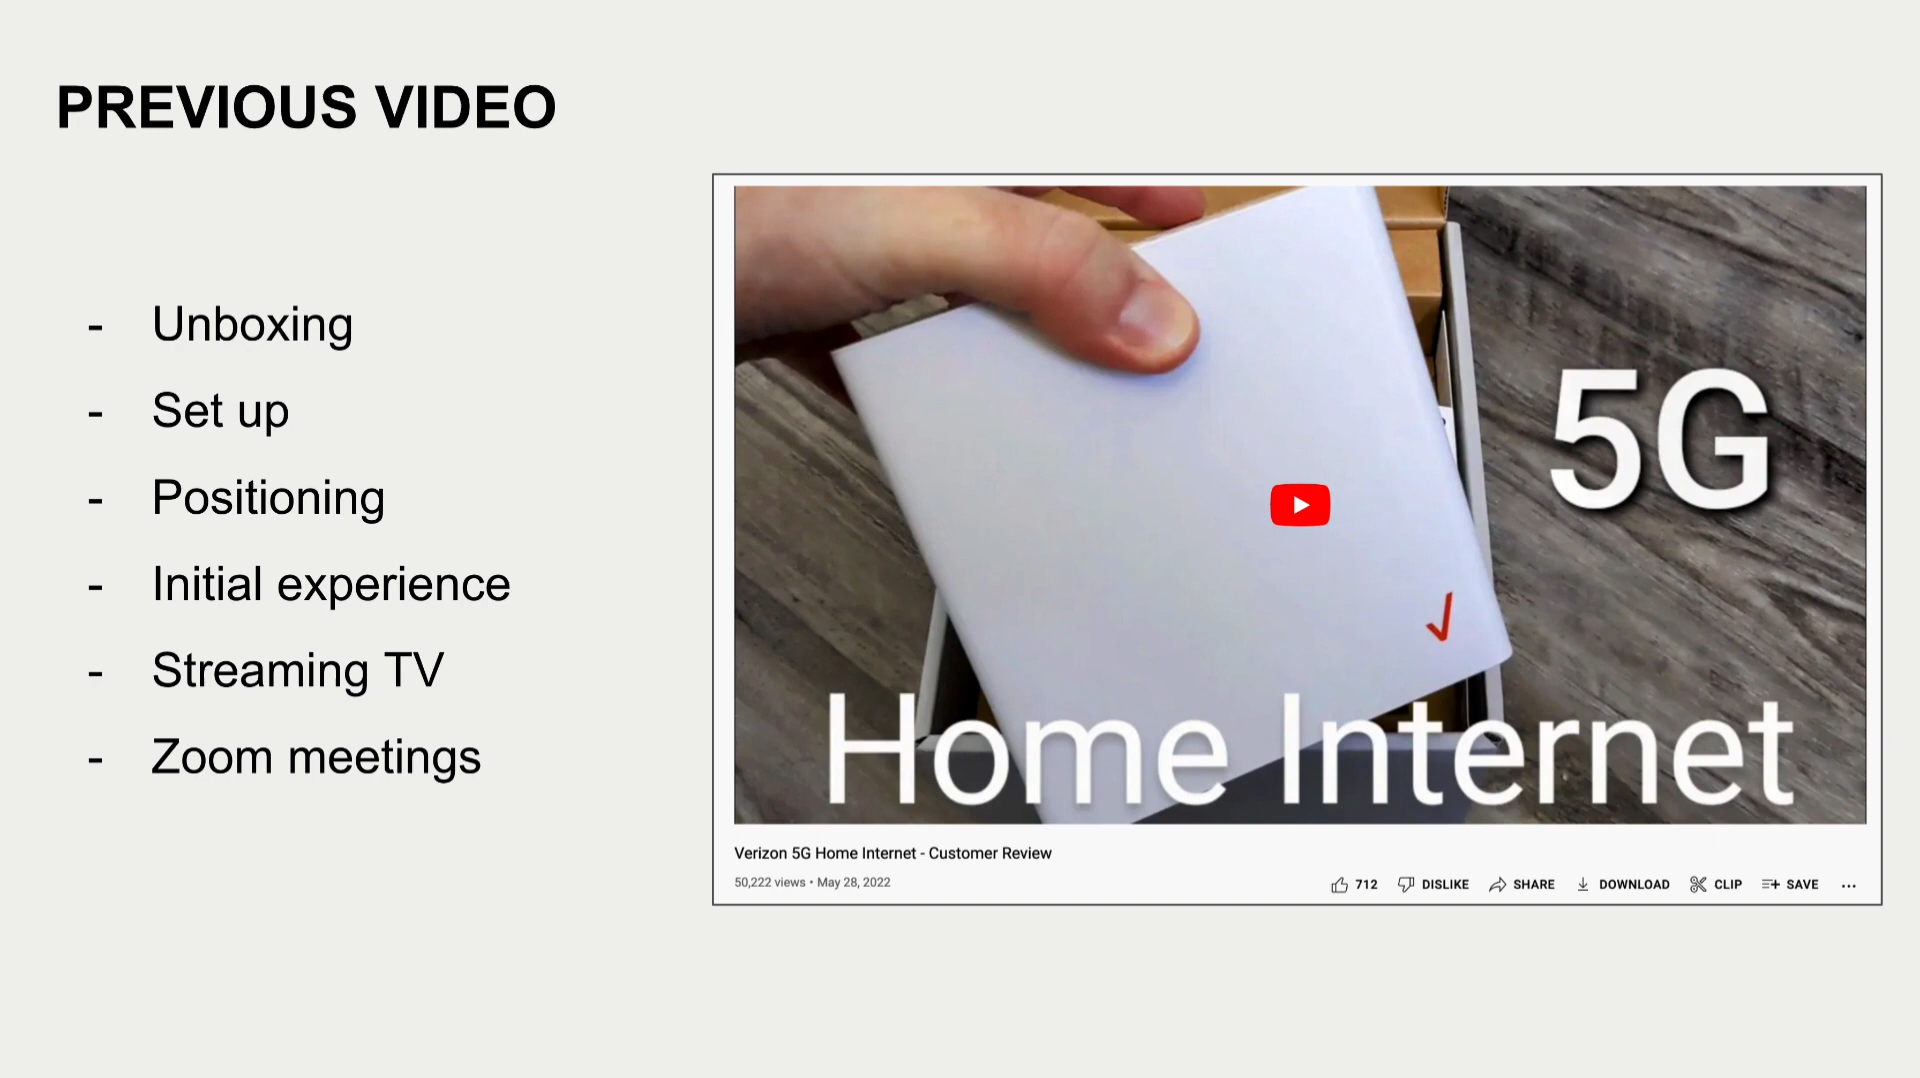 PREVIOUS VIDEO
- Unboxing
- Set up
- Positioning
- Initial experience
- Streaming TV
- Zoom meetings
5G
Home Internet
Verizon 5G Home Internet - Customer Review
50,222 views • May 28, 2022
712 DISLIKE SHARE DOWNLOAD CLIP SAVE ...